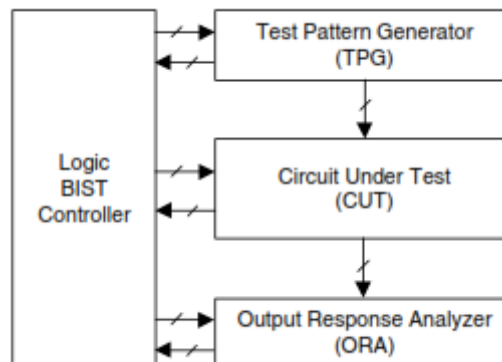 Test Pattern Generator
(TPG)
Logic
BIST
Controller
Circuit Under Test
(CUT)
Output Response Analyzer
(ORA)